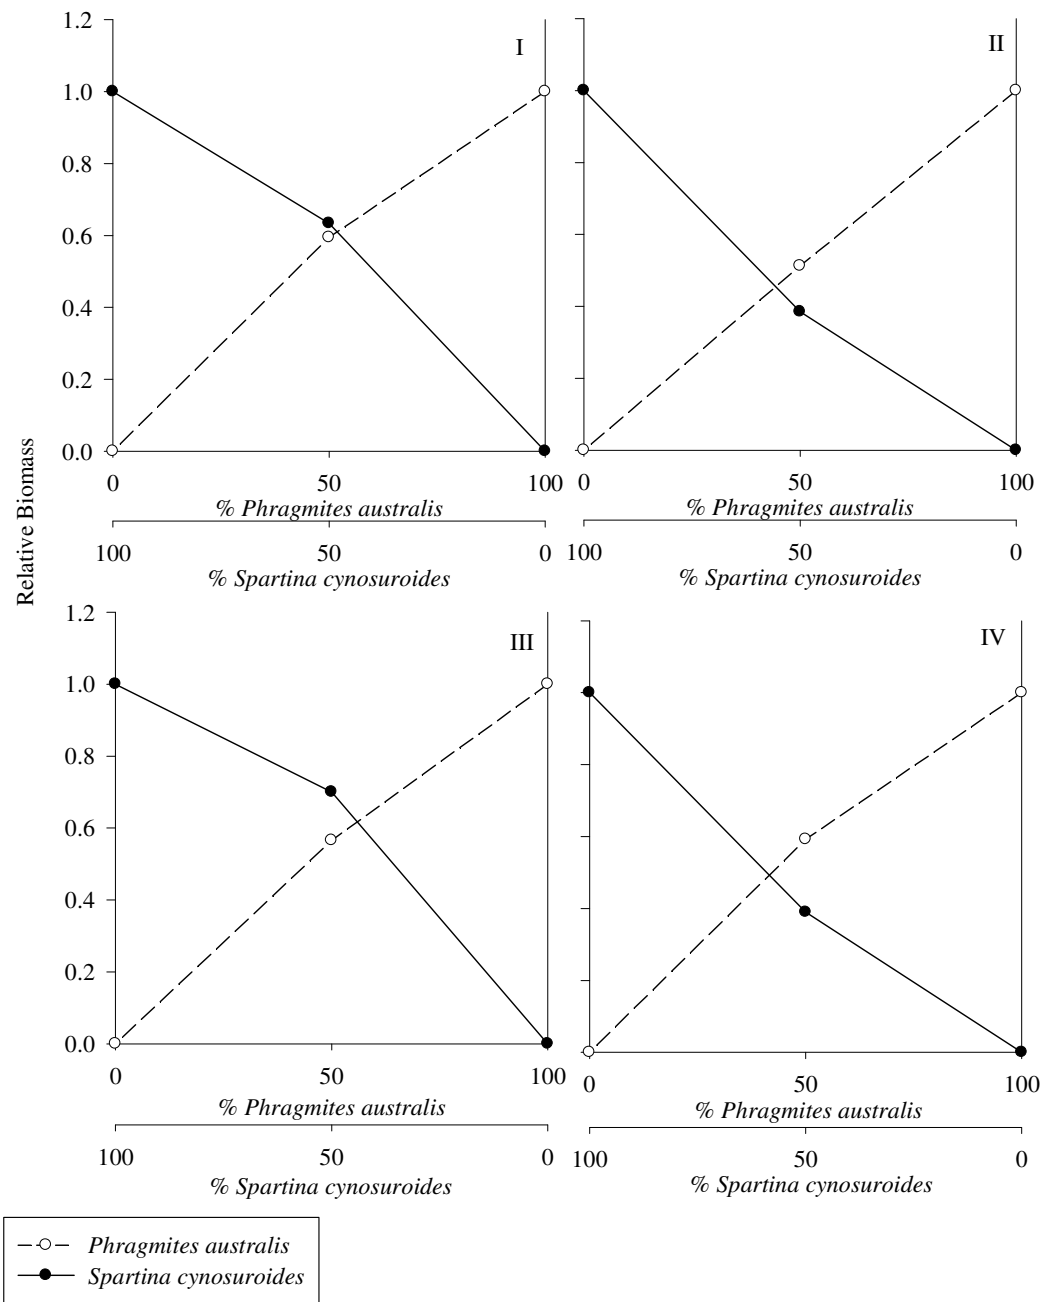 1.2
I
II
1.0
0.8
0.6
0.4
0.2
0.0
0 50 100
0 50 100
% Phragmites australis
% Phragmites australis
100 50 0
100 50 0
% Spartina cynosuroides
% Spartina cynosuroides
Relative Biomass
1.2
III
IV
1.0
0.8
0.6
0.4
0.2
0.0
0 50 100
0 50 100
% Phragmites australis
% Phragmites australis
100 50 0
100 50 0
% Spartina cynosuroides
% Spartina cynosuroides
Phragmites australis
Spartina cynosuroides